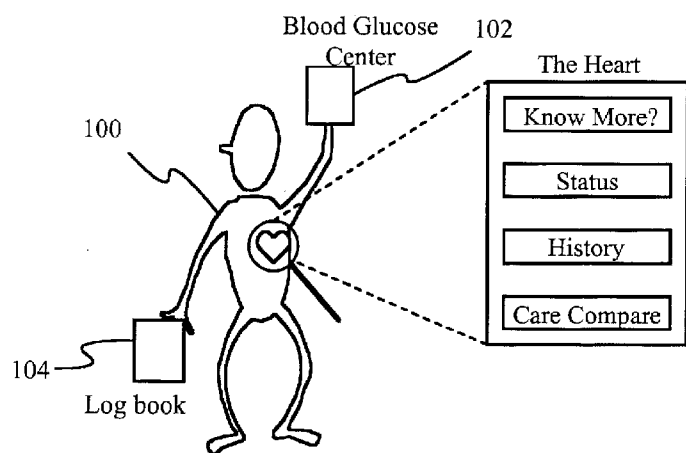 Blood Glucose
Center
102
The Heart
Know More?
100
Status
History
Care Compare
104
Log book